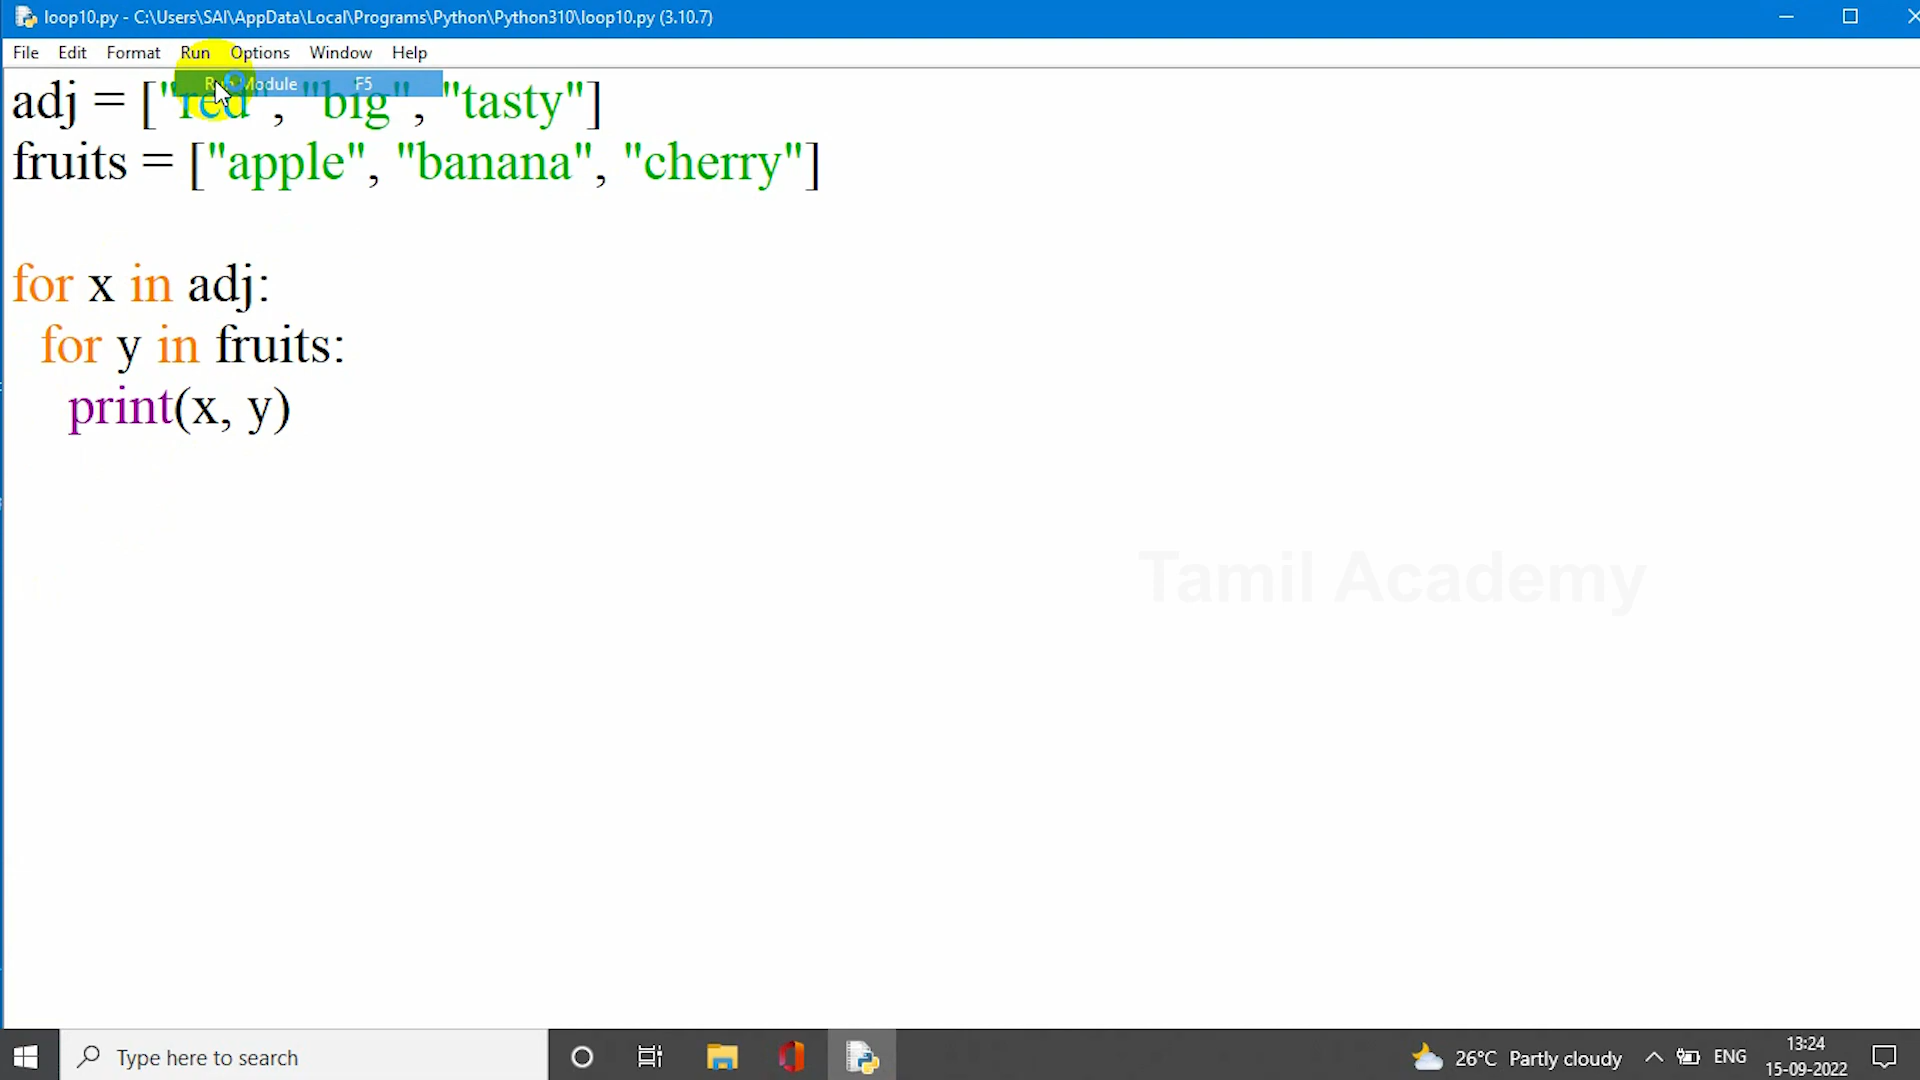 loop10.py - C:\Users\SAI\AppData\Local\Programs\Python\Python310\loop10.py (3.10.7)
File Edit Format Run Options Window Help
Run Module F5
adj = ["red", "big", "tasty"]
fruits = ["apple", "banana", "cherry"]
for x in adj:
for y in fruits:
print(x, y)
Tamil Academy
Type here to search
26°C Partly cloudy
ENG
13:24
15-09-2022